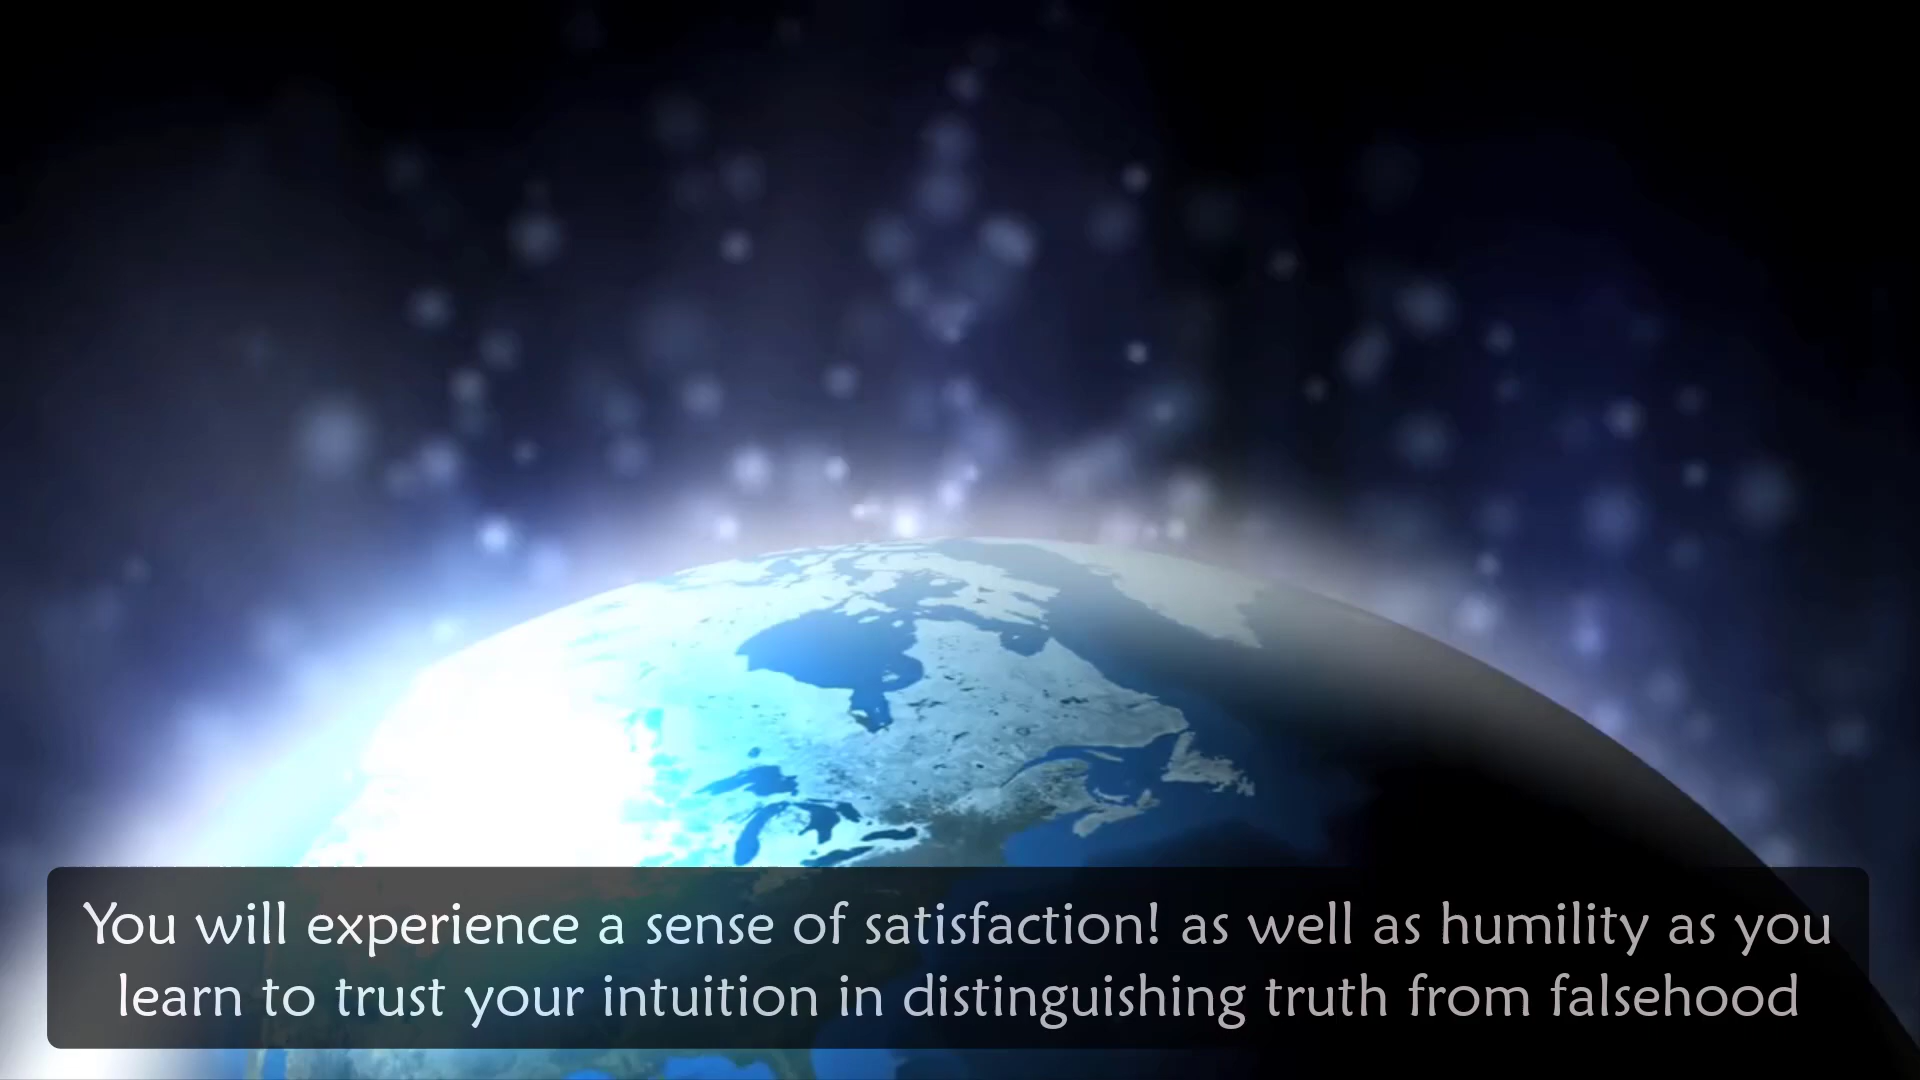 You will experience a sense of satisfaction! as well as humility as you
learn to trust your intuition in distinguishing truth from falsehood